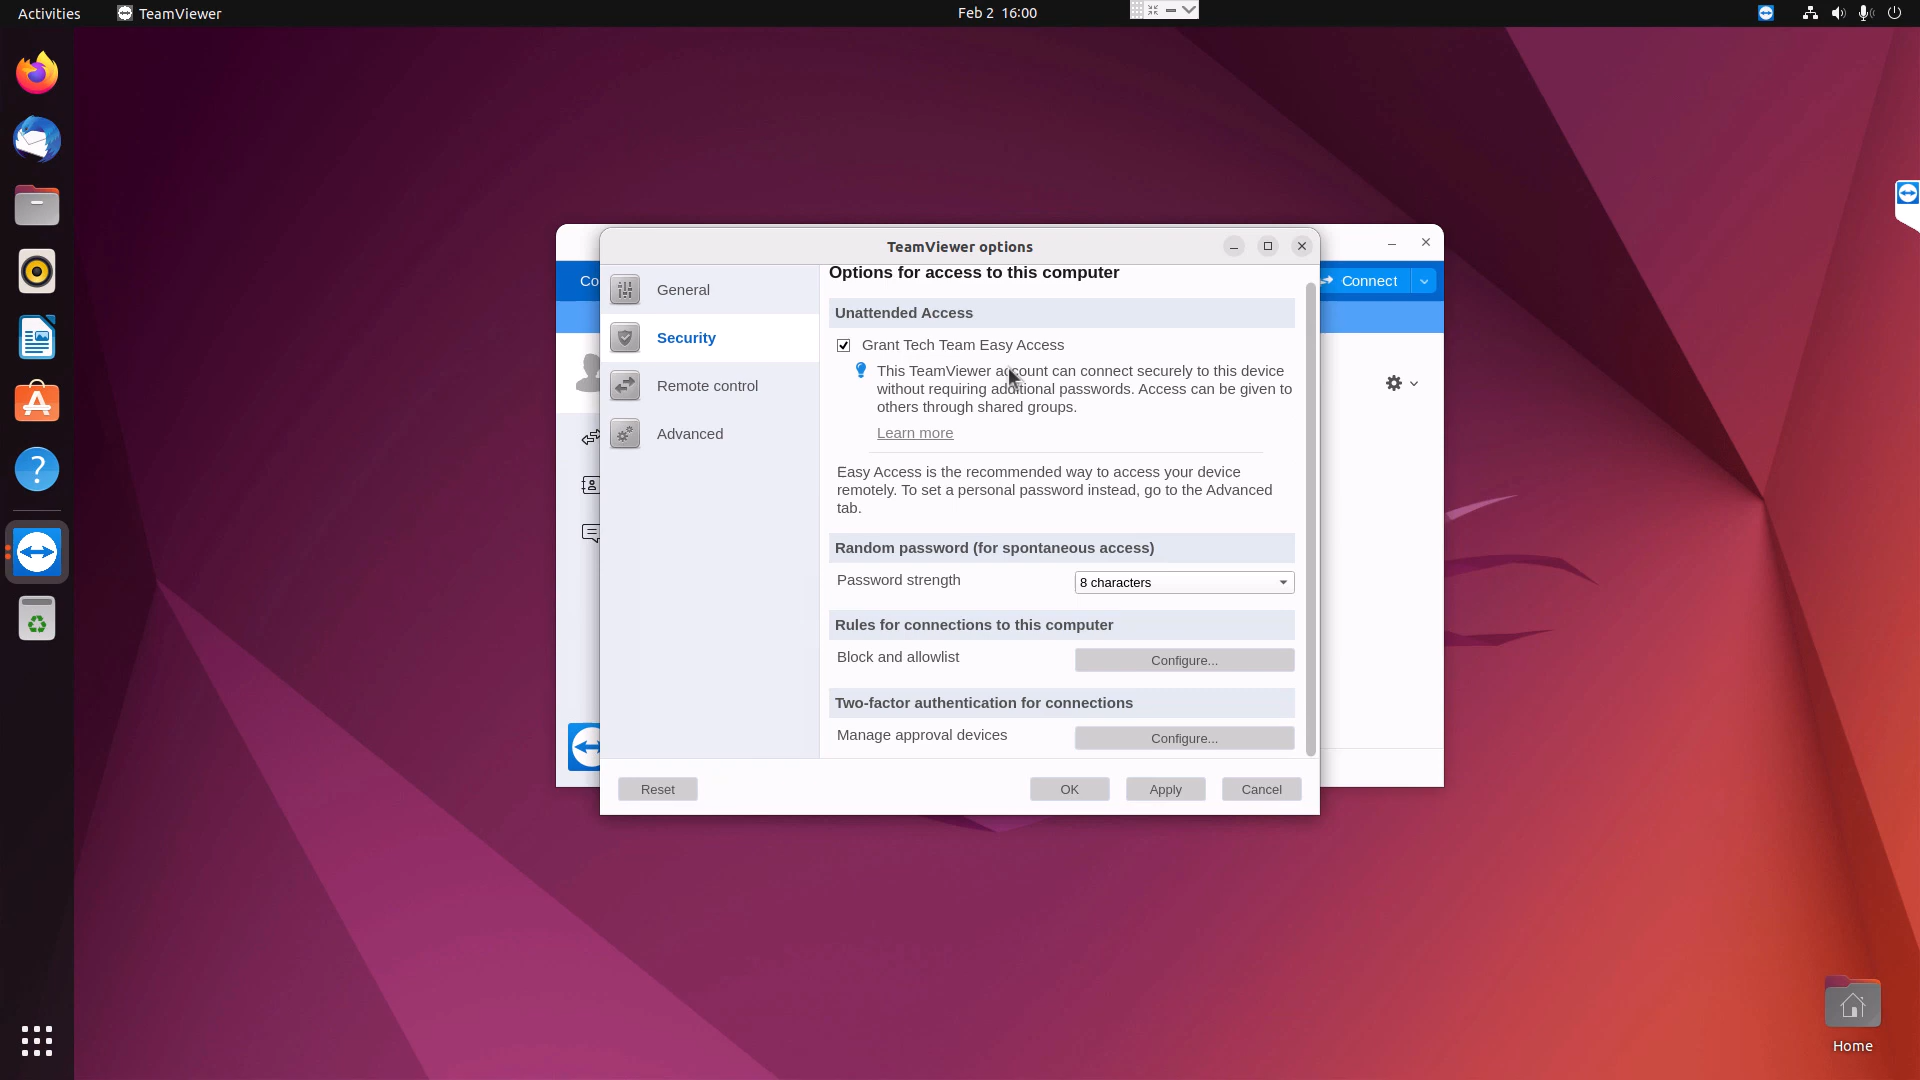 Activities
TeamViewer
Feb 2 16:00
TeamViewer options
Co
Connect
General
Security
Remote control
Advanced
Options for access to this computer
Unattended Access
Grant Tech Team Easy Access
This TeamViewer account can connect securely to this device
without requiring additional passwords. Access can be given to
others through shared groups.
Learn more
Easy Access is the recommended way to access your device
remotely. To set a personal password instead, go to the Advanced
tab.
Random password (for spontaneous access)
Password strength
8 characters
Rules for connections to this computer
Block and allowlist
Configure...
Two-factor authentication for connections
Manage approval devices
Configure...
Reset
OK
Apply
Cancel
Home